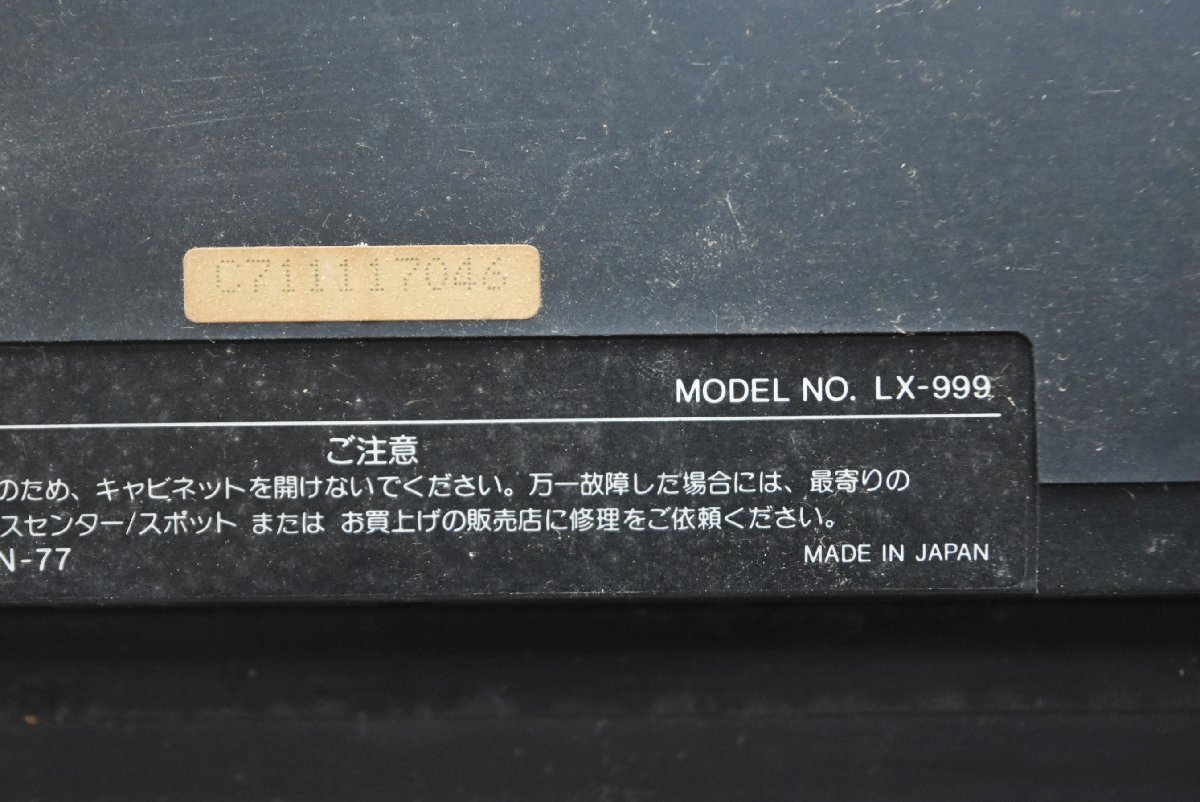 C711117046
MODEL NO. LX-999
ご注意
のため、キャビネットを開けないでください。万一故障した場合には、最寄りの
スセンター/スポット または お買上げの販売店に修理をご依頼ください。
N-77
MADE IN JAPAN